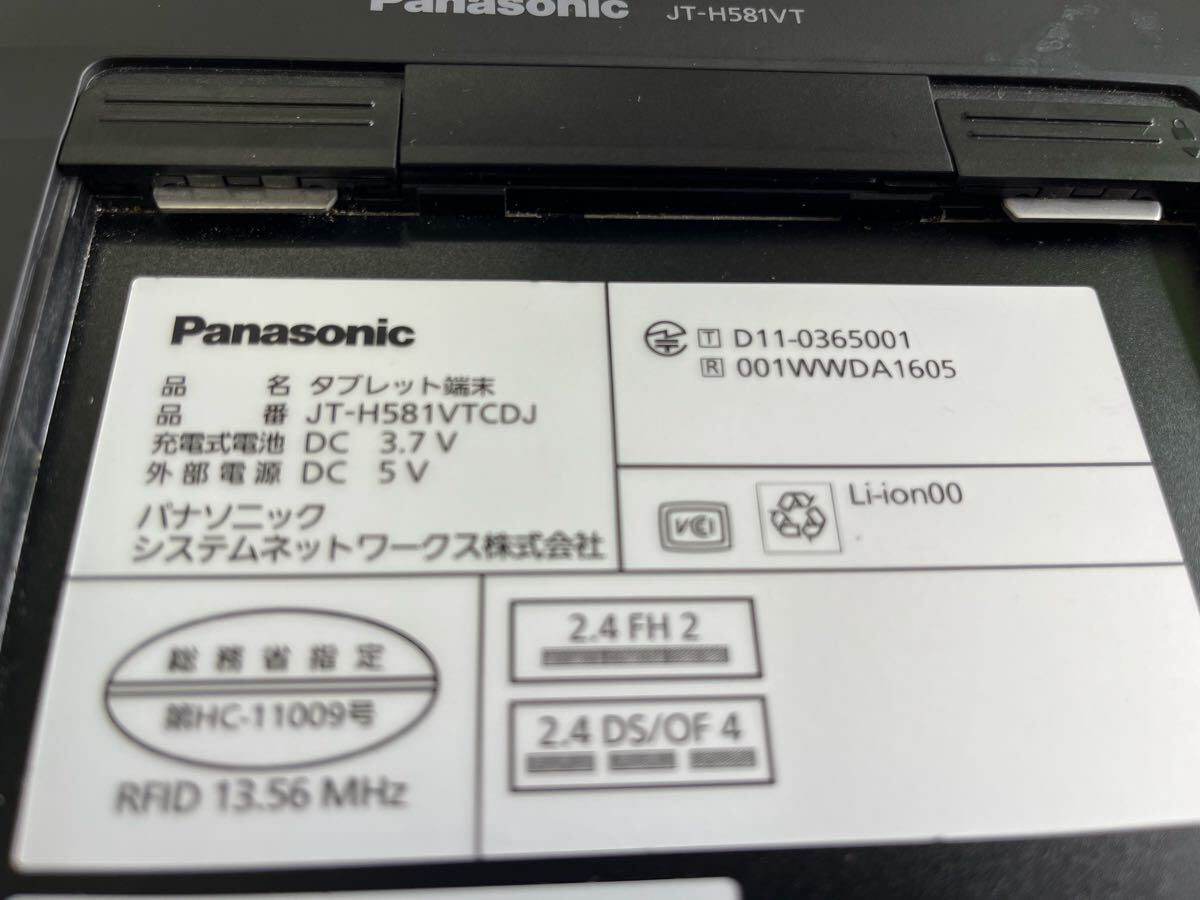 Panasonic JT-H581VT
Panasonic
品名 タブレット端末
品番 JT-H581VTCDJ
充電式電池 DC 3.7 V
外部電源 DC 5 V
パナソニック
システムネットワークス株式会社
T D11-0365001
R 001WWDA1605
VCI
Li-ion00
総務省指定
第HC-11009号
RFID 13.56 MHz
2.4 FH 2
2.4 DS/OF 4